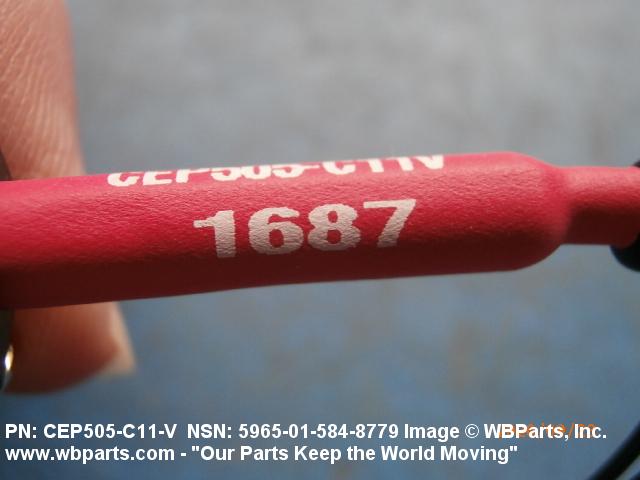 CEP505-C11V
1687
PN: CEP505-C11-V NSN: 5965-01-584-8779 Image © WBParts, Inc.
www.wbparts.com - "Our Parts Keep the World Moving"